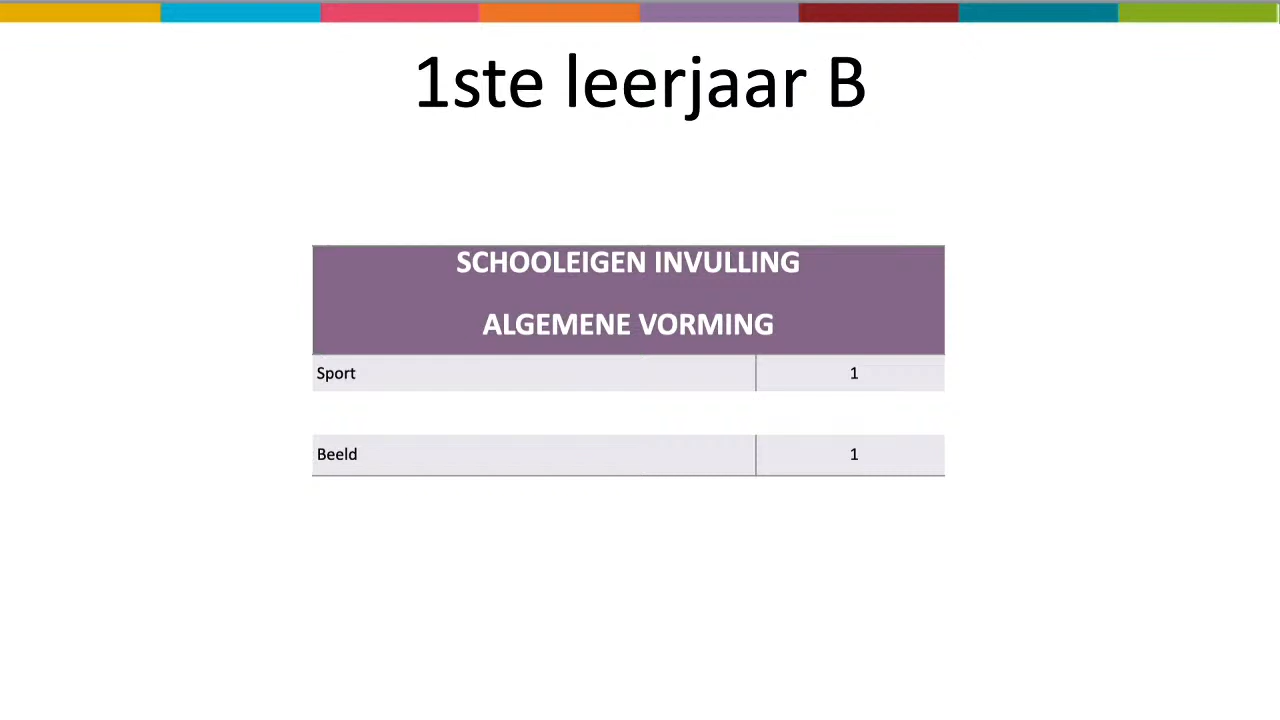 1ste leerjaar B
SCHOOLEIGEN INVULLING
ALGEMENE VORMING
Sport 1
Beeld 1